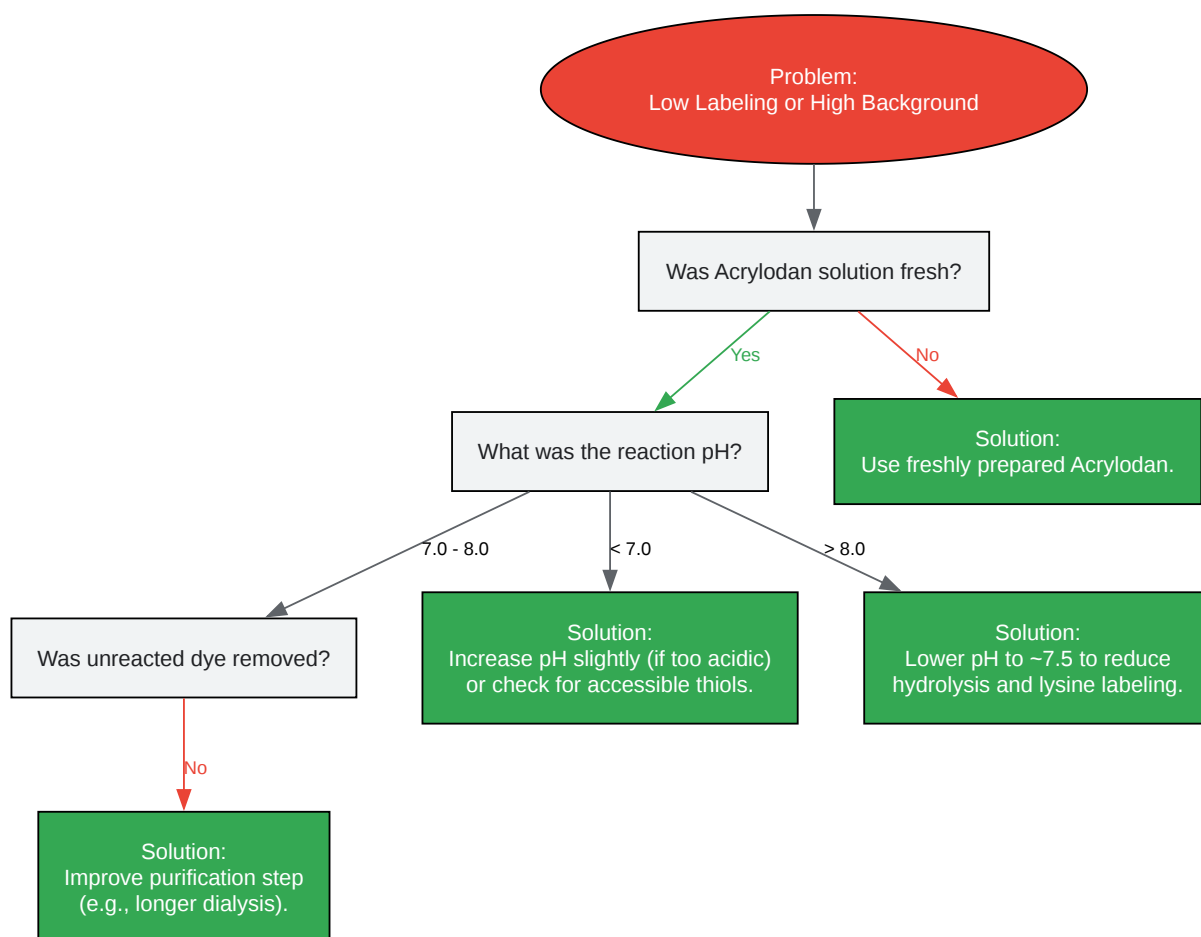 Problem:
Low Labeling or High Background
Was Acrylodan solution fresh?
Yes
No
What was the reaction pH?
Solution:
Use freshly prepared Acrylodan.
7.0 - 8.0
< 7.0
> 8.0
Was unreacted dye removed?
Solution:
Increase pH slightly (if too acidic)
or check for accessible thiols.
Solution:
Lower pH to ~7.5 to reduce
hydrolysis and lysine labeling.
No
Solution:
Improve purification step
(e.g., longer dialysis).